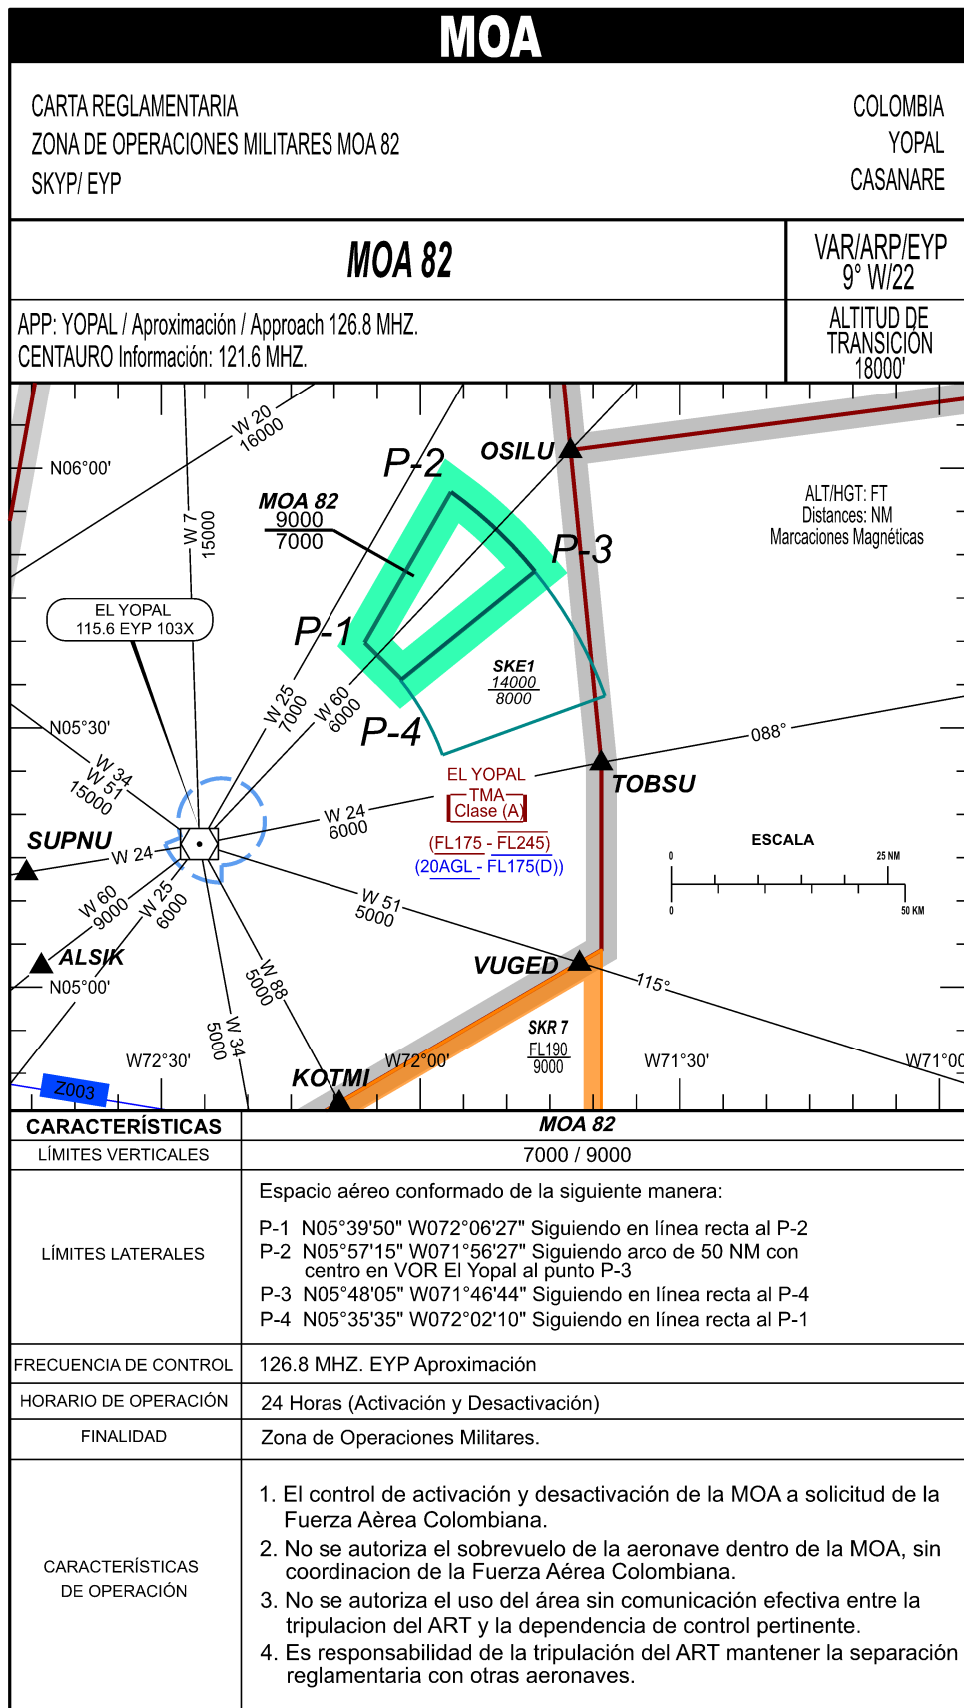 MOA
CARTA REGLAMENTARIA
COLOMBIA
ZONA DE OPERACIONES MILITARES MOA 82
YOPAL
SKYP/ EYP
CASANARE
MOA 82
VAR/ARP/EYP
9° W/22
APP: YOPAL / Aproximación / Approach 126.8 MHZ.
CENTAURO Información: 121.6 MHZ.
ALTITUD DE
TRANSICIÓN
18000'
W 20
16000
OSILU
P-2
N06°00'
MOA 82
9000
7000
W 7
15000
ALT/HGT: FT
Distances: NM
Marcaciones Magnéticas
P-3
EL YOPAL
115.6 EYP 103X
P-1
SKE1
14000
8000
W 25
7000
W 60
6000
P-4
N05°30'
088°
W 34
W 51
15000
EL YOPAL
TMA
Clase (A)
(FL175 - FL245)
(20AGL - FL175(D))
TOBSU
W 24
6000
SUPNU
W 24
ESCALA
0
25 NM
0
50 KM
W 60
9000
W 25
6000
W 51
5000
ALSIK
VUGED
N05°00'
W 88
5000
115°
W 34
5000
SKR 7
FL190
9000
W72°30'
W72°00'
W71°30'
W71°00
KOTMI
Z003
CARACTERÍSTICAS
MOA 82
LÍMITES VERTICALES
7000 / 9000
LÍMITES LATERALES
Espacio aéreo conformado de la siguiente manera:
P-1 N05°39'50" W072°06'27" Siguiendo en línea recta al P-2
P-2 N05°57'15" W071°56'27" Siguiendo arco de 50 NM con
centro en VOR El Yopal al punto P-3
P-3 N05°48'05" W071°46'44" Siguiendo en línea recta al P-4
P-4 N05°35'35" W072°02'10" Siguiendo en línea recta al P-1
FRECUENCIA DE CONTROL
126.8 MHZ. EYP Aproximación
HORARIO DE OPERACIÓN
24 Horas (Activación y Desactivación)
FINALIDAD
Zona de Operaciones Militares.
CARACTERÍSTICAS
DE OPERACIÓN
1. El control de activación y desactivación de la MOA a solicitud de la
Fuerza Aèrea Colombiana.
2. No se autoriza el sobrevuelo de la aeronave dentro de la MOA, sin
coordinacion de la Fuerza Aérea Colombiana.
3. No se autoriza el uso del área sin comunicación efectiva entre la
tripulacion del ART y la dependencia de control pertinente.
4. Es responsabilidad de la tripulación del ART mantener la separación
reglamentaria con otras aeronaves.